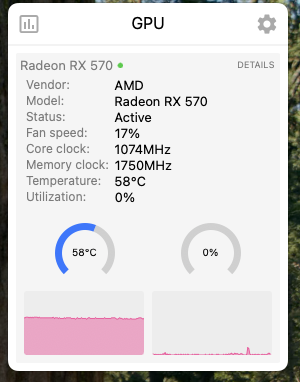 GPU
Radeon RX 570 DETAILS
Vendor: AMD
Model: Radeon RX 570
Status: Active
Fan speed: 17%
Core clock: 1074MHz
Memory clock: 1750MHz
Temperature: 58°C
Utilization: 0%
58°C 0%